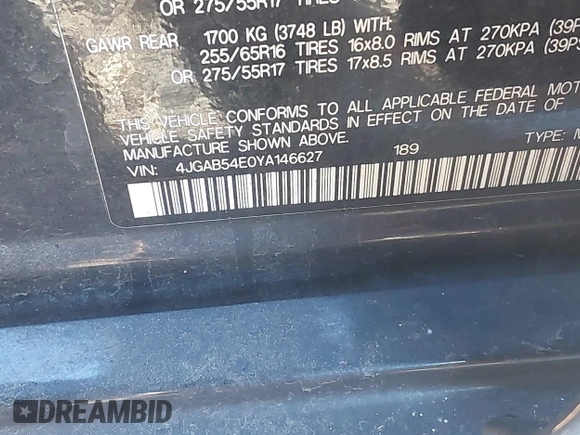 OR 275/55R17 TIRES
GAWR REAR 1700 KG (3748 LB) WITH:
255/65R16 TIRES 16x8.0 RIMS AT 270KPA (39P
OR 275/55R17 TIRES 17x8.5 RIMS AT 270KPA (39PS
THIS VEHICLE CONFORMS TO ALL APPLICABLE FEDERAL MOT
VEHICLE SAFETY STANDARDS IN EFFECT ON THE DATE OF
MANUFACTURE SHOWN ABOVE.
VIN: 4JGAB54E0YA146627 189 TYPE: M
DREAMBID